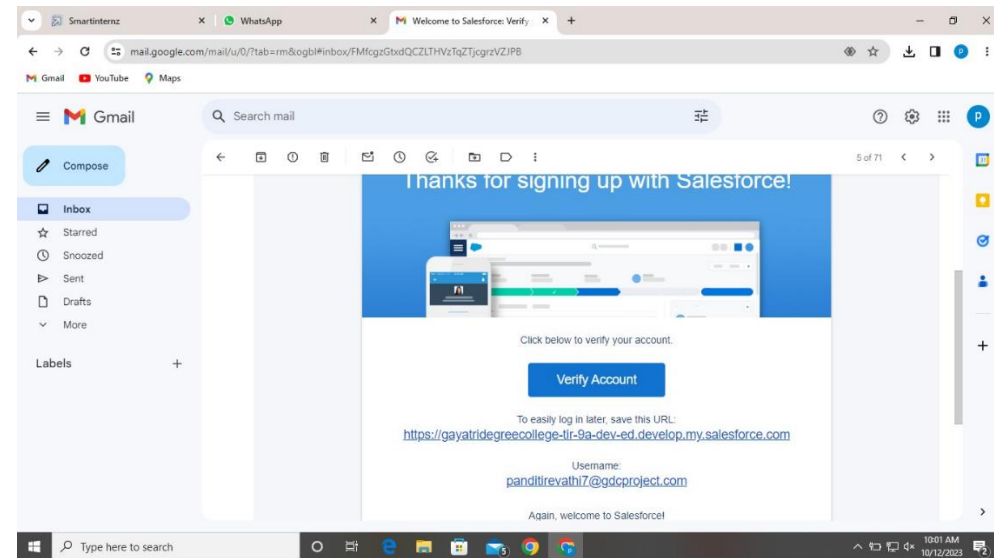 Smartinternz
WhatsApp
Welcome to Salesforce: Verify
mail.google.com/mail/u/0/?tab=rm&ogbl#inbox/FMfcgzGtxdQCZLTHVzTqZTjcgrzVZJPB
P
Gmail YouTube Maps
Gmail
Search mail
P
Compose
5 of 71
Inbox
Starred
Snoozed
Sent
Drafts
More
Labels
Thanks for signing up with Salesforce!
Click below to verify your account.
Verify Account
To easily log in later, save this URL:
https://gayatridegreecollege-tir-9a-dev-ed.develop.my.salesforce.com
Username:
panditirevathi7@gdcproject.com
Again, welcome to Salesforce!
Type here to search
10:01 AM
10/12/2023